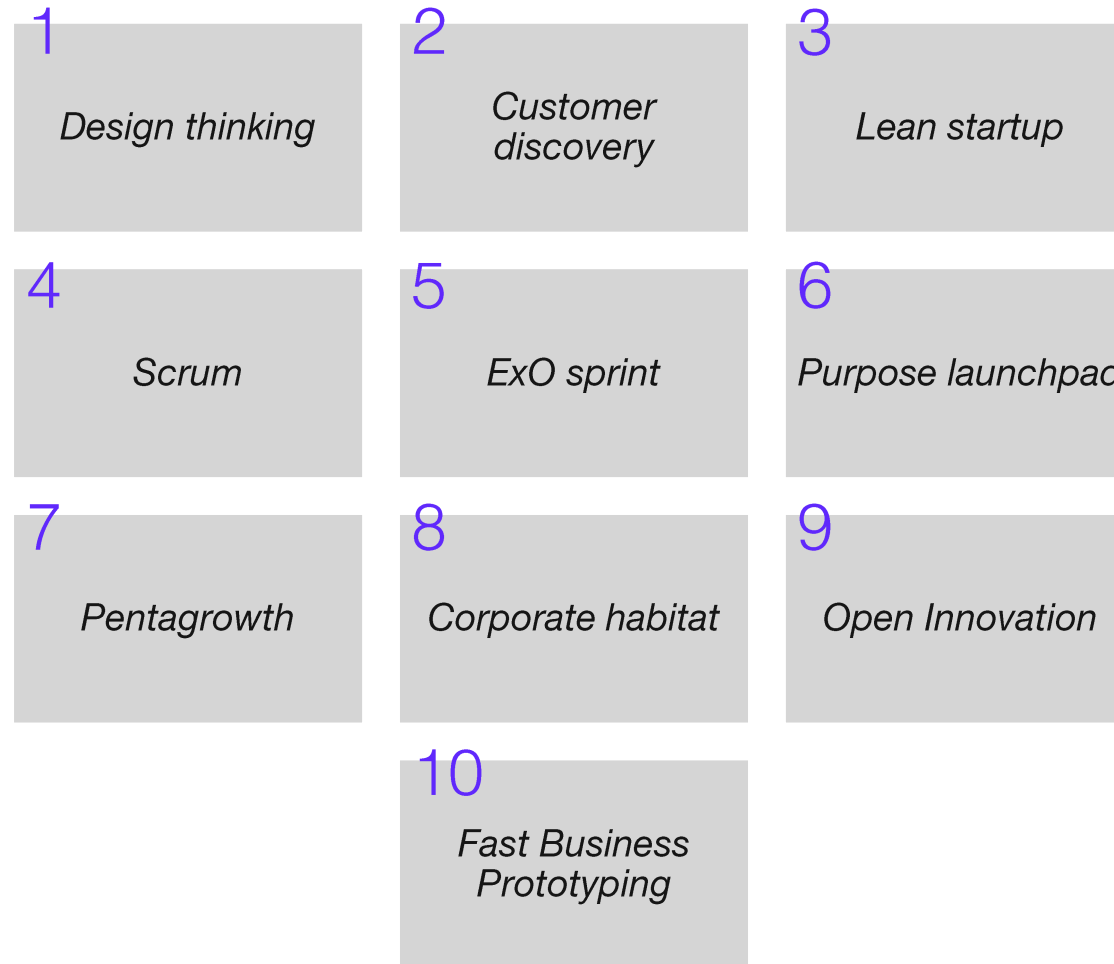 1
Design thinking
2
Customer
discovery
3
Lean startup
4
Scrum
5
ExO sprint
6
Purpose launchpad
7
Pentagrowth
8
Corporate habitat
9
Open Innovation
10
Fast Business
Prototyping